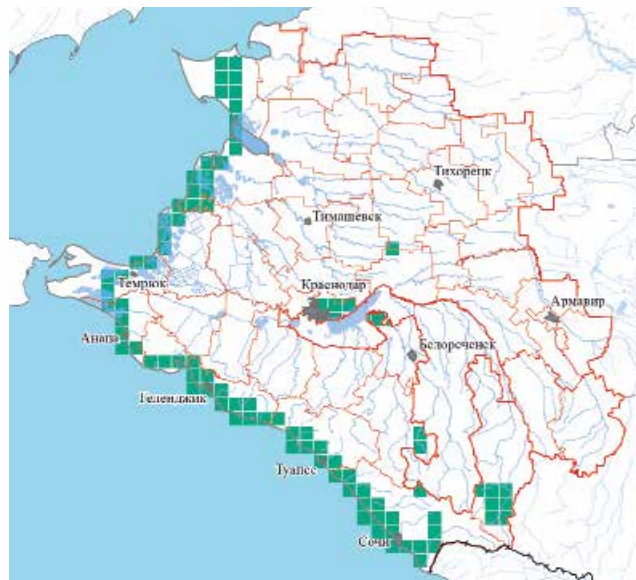 Тихорецк
Тимашевск
Темрюк
Краснодар
Армавир
Анапа
Белореченск
Геленджик
Туапсе
Сочи